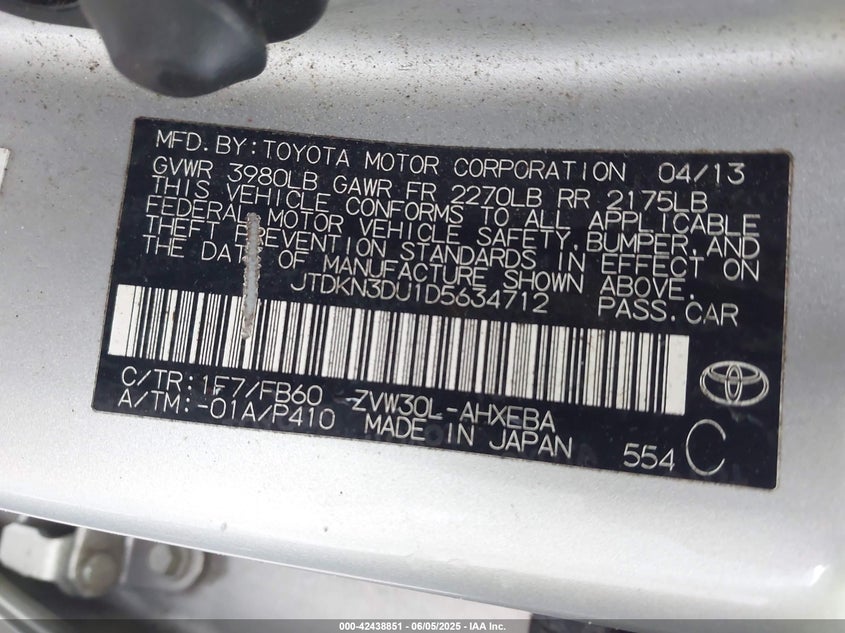 MFD. BY: TOYOTA MOTOR CORPORATION 04/13
GVWR 3980LB GAWR FR 2270LB RR 2175LB
THIS VEHICLE CONFORMS TO ALL APPLICABLE
FEDERAL MOTOR VEHICLE SAFETY, BUMPER, AND
THEFT PREVENTION STANDARDS IN EFFECT ON
THE DATE OF MANUFACTURE SHOWN ABOVE.
JTDKN3DU1D5634712 PASS. CAR
C/TR: 1F7/FB60 ZVW30L-AHXEBA
A/TM: -01A/P410 MADE IN JAPAN
554 C
000-42438851 | 06/05/2025 - IAA Inc.